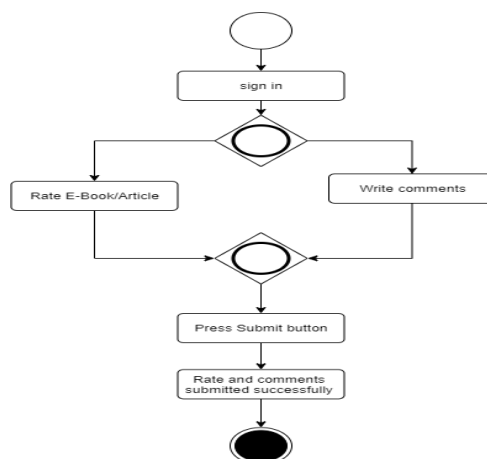 sign in
Rate E-Book/Article
Write comments
Press Submit button
Rate and comments
submitted successfully